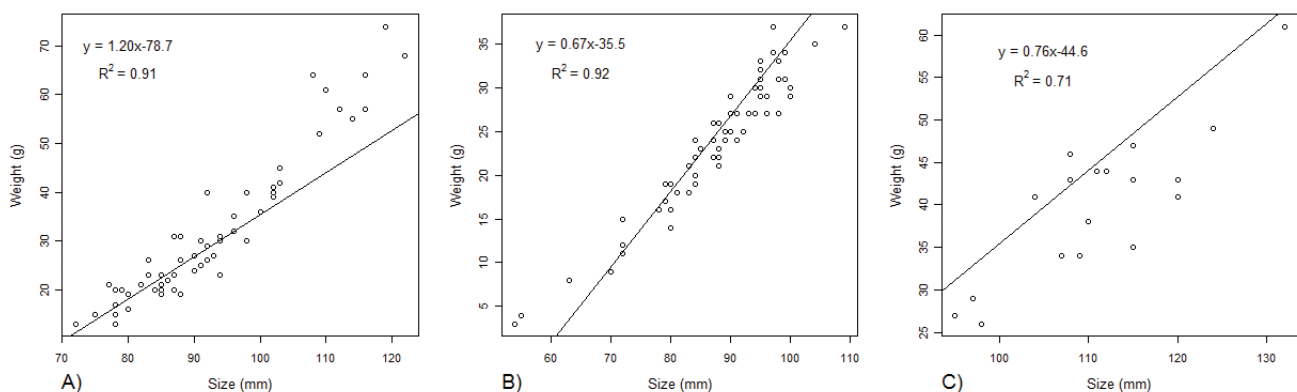 y = 1.20x-78.7
R² = 0.91
Weight (g)
70
60
50
40
30
20
70 80 90 100 110 120
A) Size (mm)
y = 0.67x-35.5
R² = 0.92
Weight (g)
35
30
25
20
15
10
5
60 70 80 90 100 110
B) Size (mm)
y = 0.76x-44.6
R² = 0.71
Weight (g)
60
55
50
45
40
35
30
25
100 110 120 130
C) Size (mm)